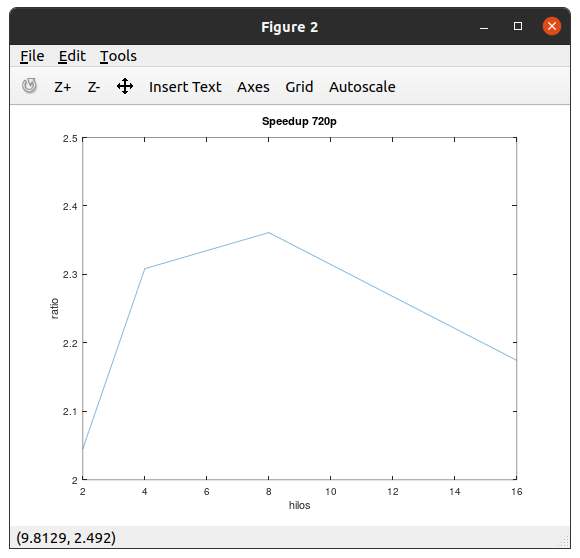 Figure 2
File Edit Tools
Z+ Z- Insert Text Axes Grid Autoscale
Speedup 720p
2.5
2.4
2.3
2.2
2.1
2
ratio
2 4 6 8 10 12 14 16
hilos
(9.8129, 2.492)